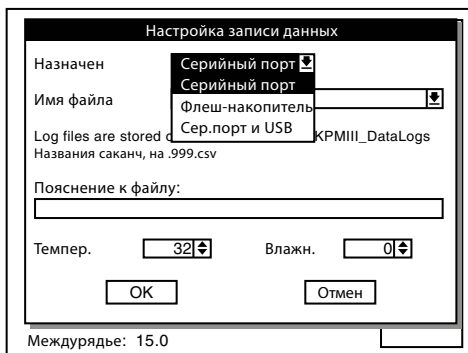 Настройка записи данных
Назначен Серийный порт
Серийный порт
Имя файла
Флеш-накопитель
Сер.порт и USB
Log files are stored KPMIII_DataLogs
Названия саканч, на .999.csv
Пояснение к файлу:
Темпер. 32 Влажн. 0
OK Отмен
Междурядье: 15.0